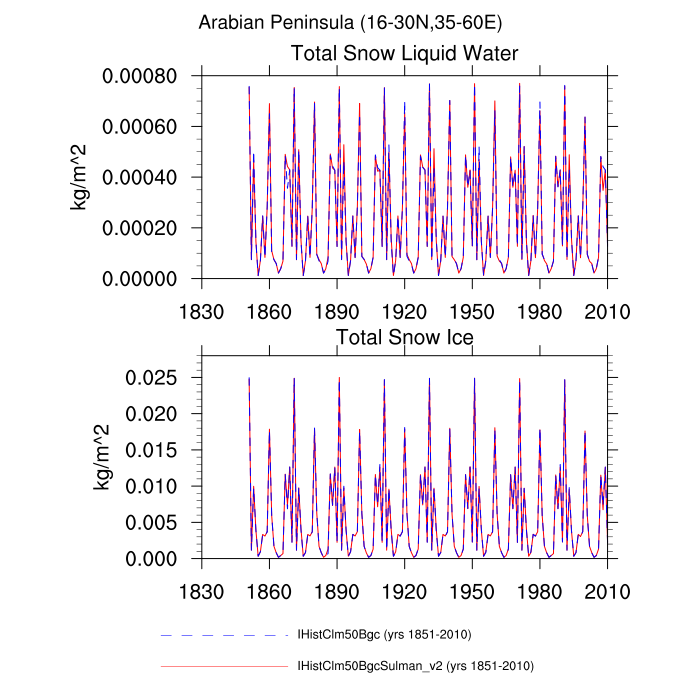 Arabian Peninsula (16-30N,35-60E)
Total Snow Liquid Water
0.00080
0.00060
0.00040
0.00020
0.00000
kg/m^2
1830 1860 1890 1920 1950 1980 2010
Total Snow Ice
0.025
0.020
0.015
0.010
0.005
0.000
kg/m^2
1830 1860 1890 1920 1950 1980 2010
IHistClm50Bgc (yrs 1851-2010)
IHistClm50BgcSulman_v2 (yrs 1851-2010)